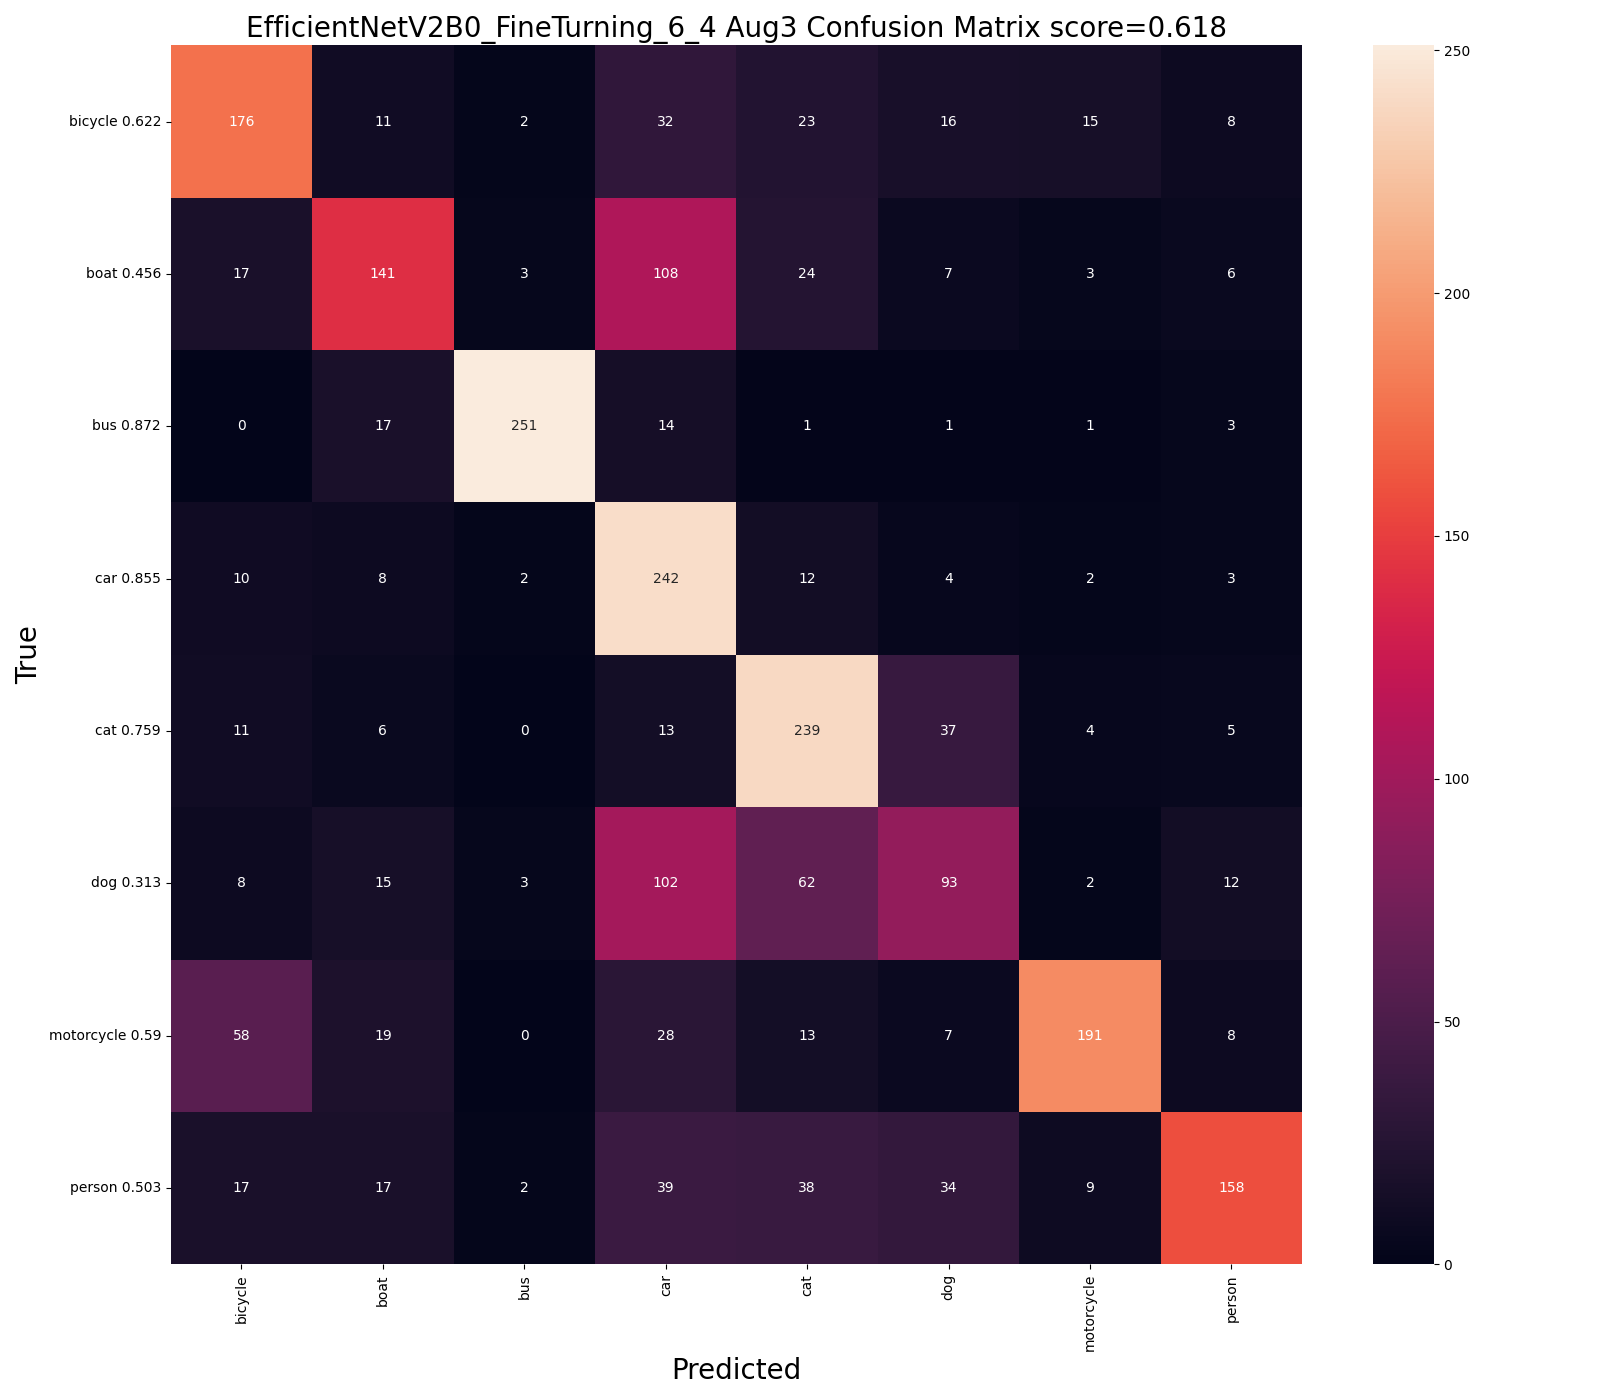 EfficientNetV2B0_FineTurning_6_4 Aug3 Confusion Matrix score=0.618
bicycle 0.622 176 11 2 32 23 16 15 8
boat 0.456 17 141 3 108 24 7 3 6
bus 0.872 0 17 251 14 1 1 1 3
car 0.855 10 8 2 242 12 4 2 3
cat 0.759 11 6 0 13 239 37 4 5
dog 0.313 8 15 3 102 62 93 2 12
motorcycle 0.59 58 19 0 28 13 7 191 8
person 0.503 17 17 2 39 38 34 9 158
True
bicycle boat bus car cat dog motorcycle person
Predicted
250
200
150
100
50
0